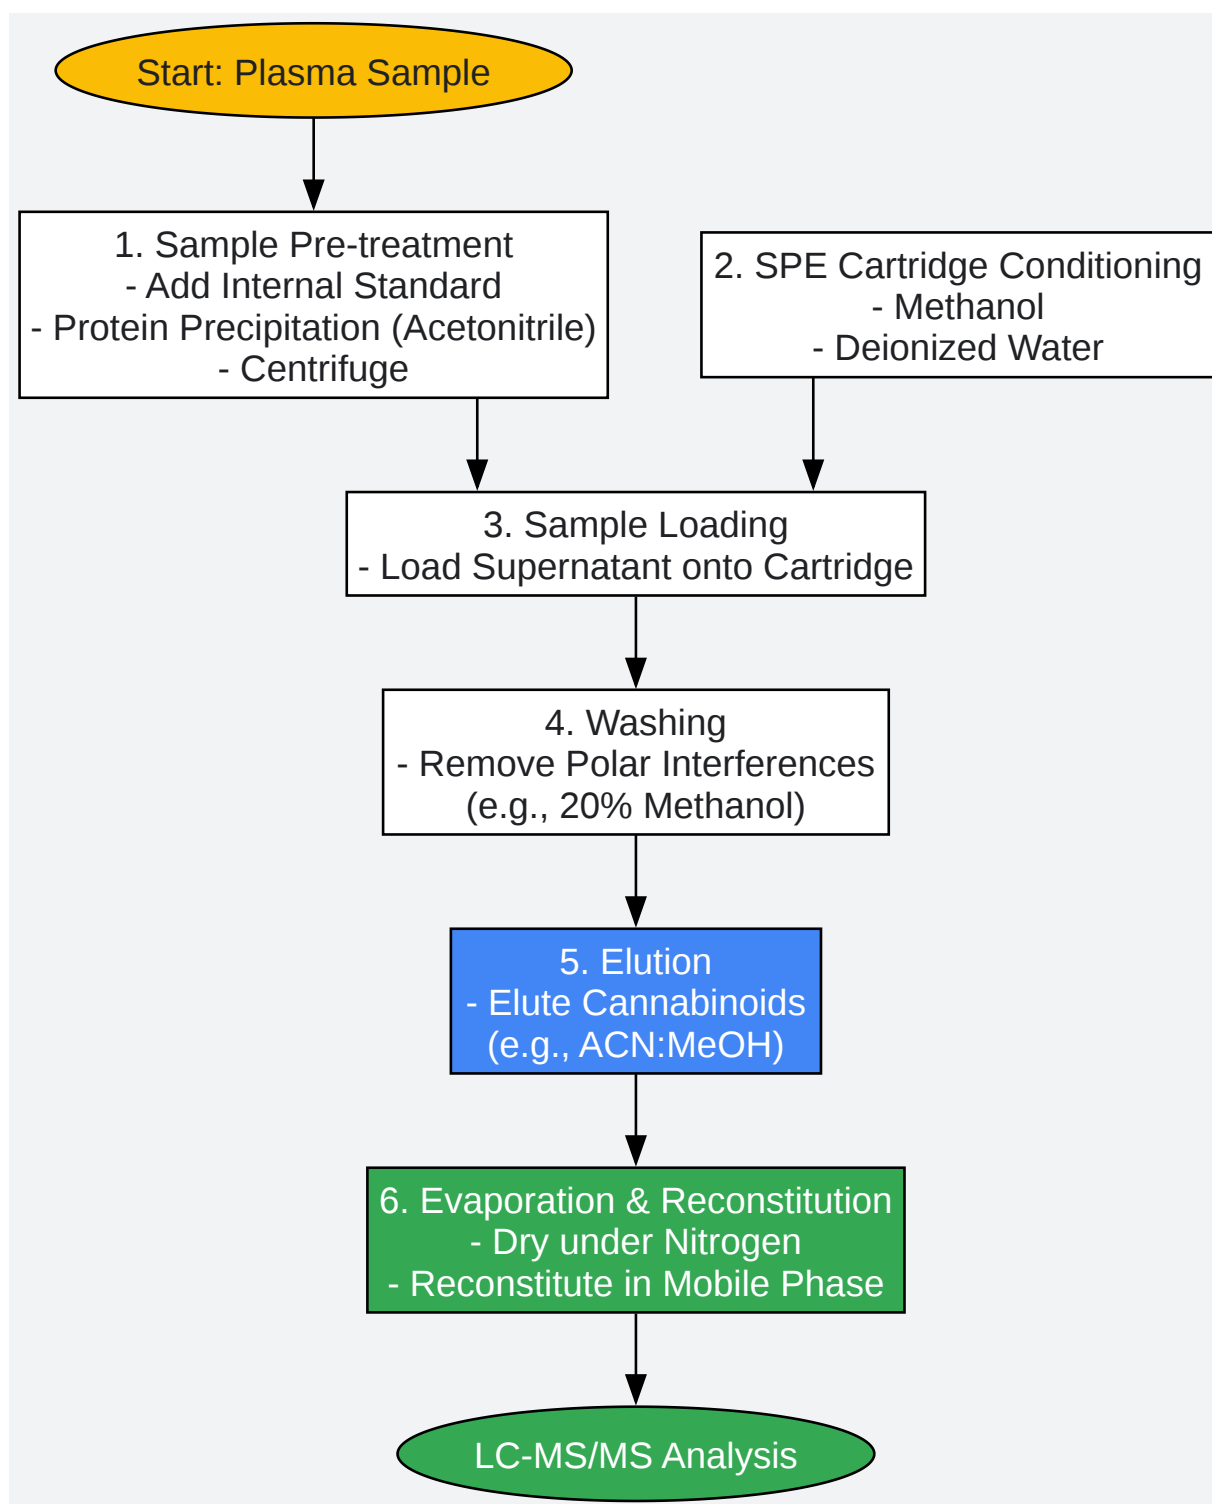 Start: Plasma Sample
1. Sample Pre-treatment
- Add Internal Standard
- Protein Precipitation (Acetonitrile)
- Centrifuge
2. SPE Cartridge Conditioning
- Methanol
- Deionized Water
3. Sample Loading
- Load Supernatant onto Cartridge
4. Washing
- Remove Polar Interferences
(e.g., 20% Methanol)
5. Elution
- Elute Cannabinoids
(e.g., ACN:MeOH)
6. Evaporation & Reconstitution
- Dry under Nitrogen
- Reconstitute in Mobile Phase
LC-MS/MS Analysis